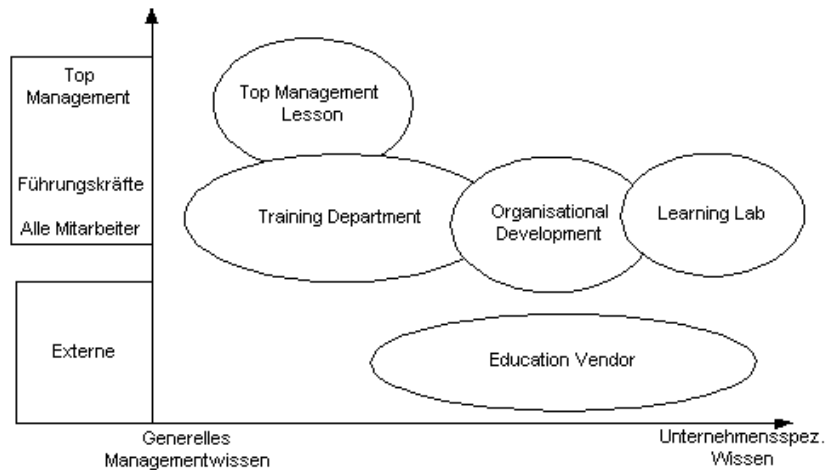 Top
Management
Führungskräfte
Alle Mitarbeiter
Externe
Top Management
Lesson
Training Department
Organisational
Development
Learning Lab
Education Vendor
Generelles
Managementwissen
Unternehmensspez.
Wissen